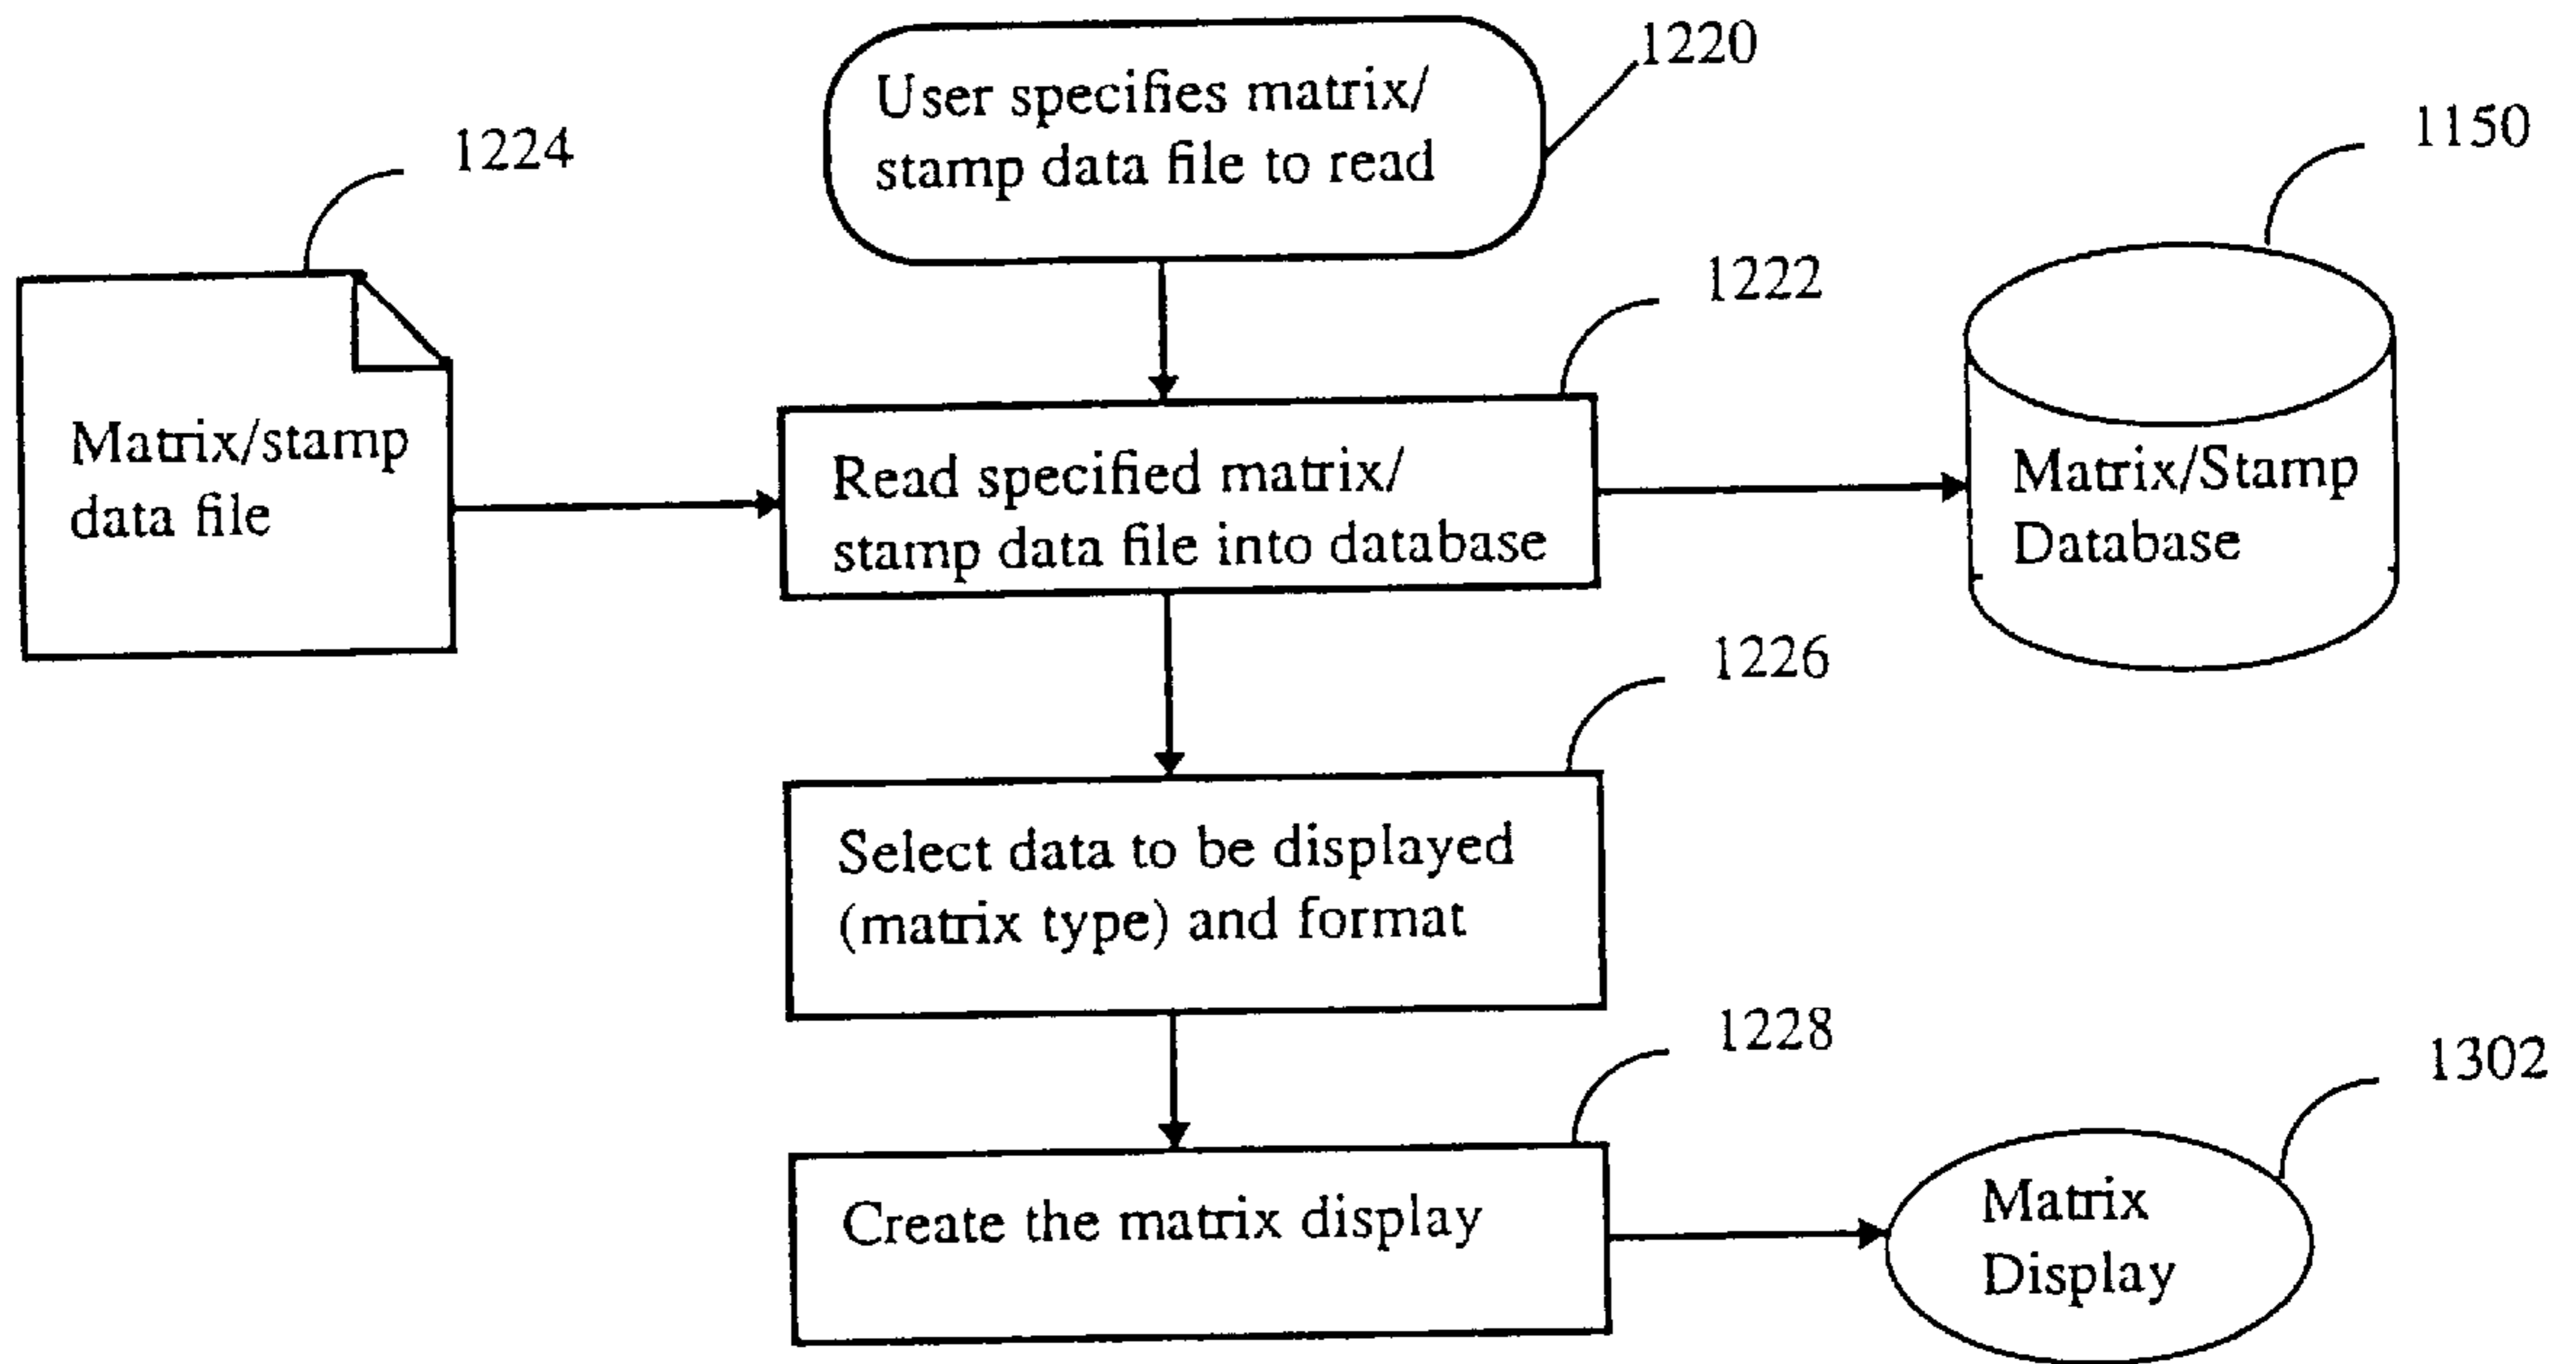 1220
User specifies matrix/
stamp data file to read
1224
1150
1222
Matrix/stamp
data file
Read specified matrix/
stamp data file into database
Matrix/Stamp
Database
1226
Select data to be displayed
(matrix type) and format
1228
1302
Create the matrix display
Matrix
Display